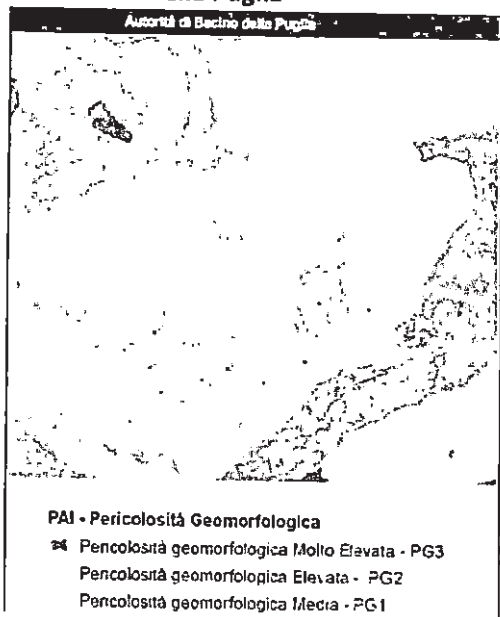 Autorità di Bacino della Puglia
PAI - Pericolosità Geomorfologica
Pericolosità geomorfologica Molto Elevata - PG3
Pericolosità geomorfologica Elevata - PG2
Pericolosità geomorfologica Media - PG1